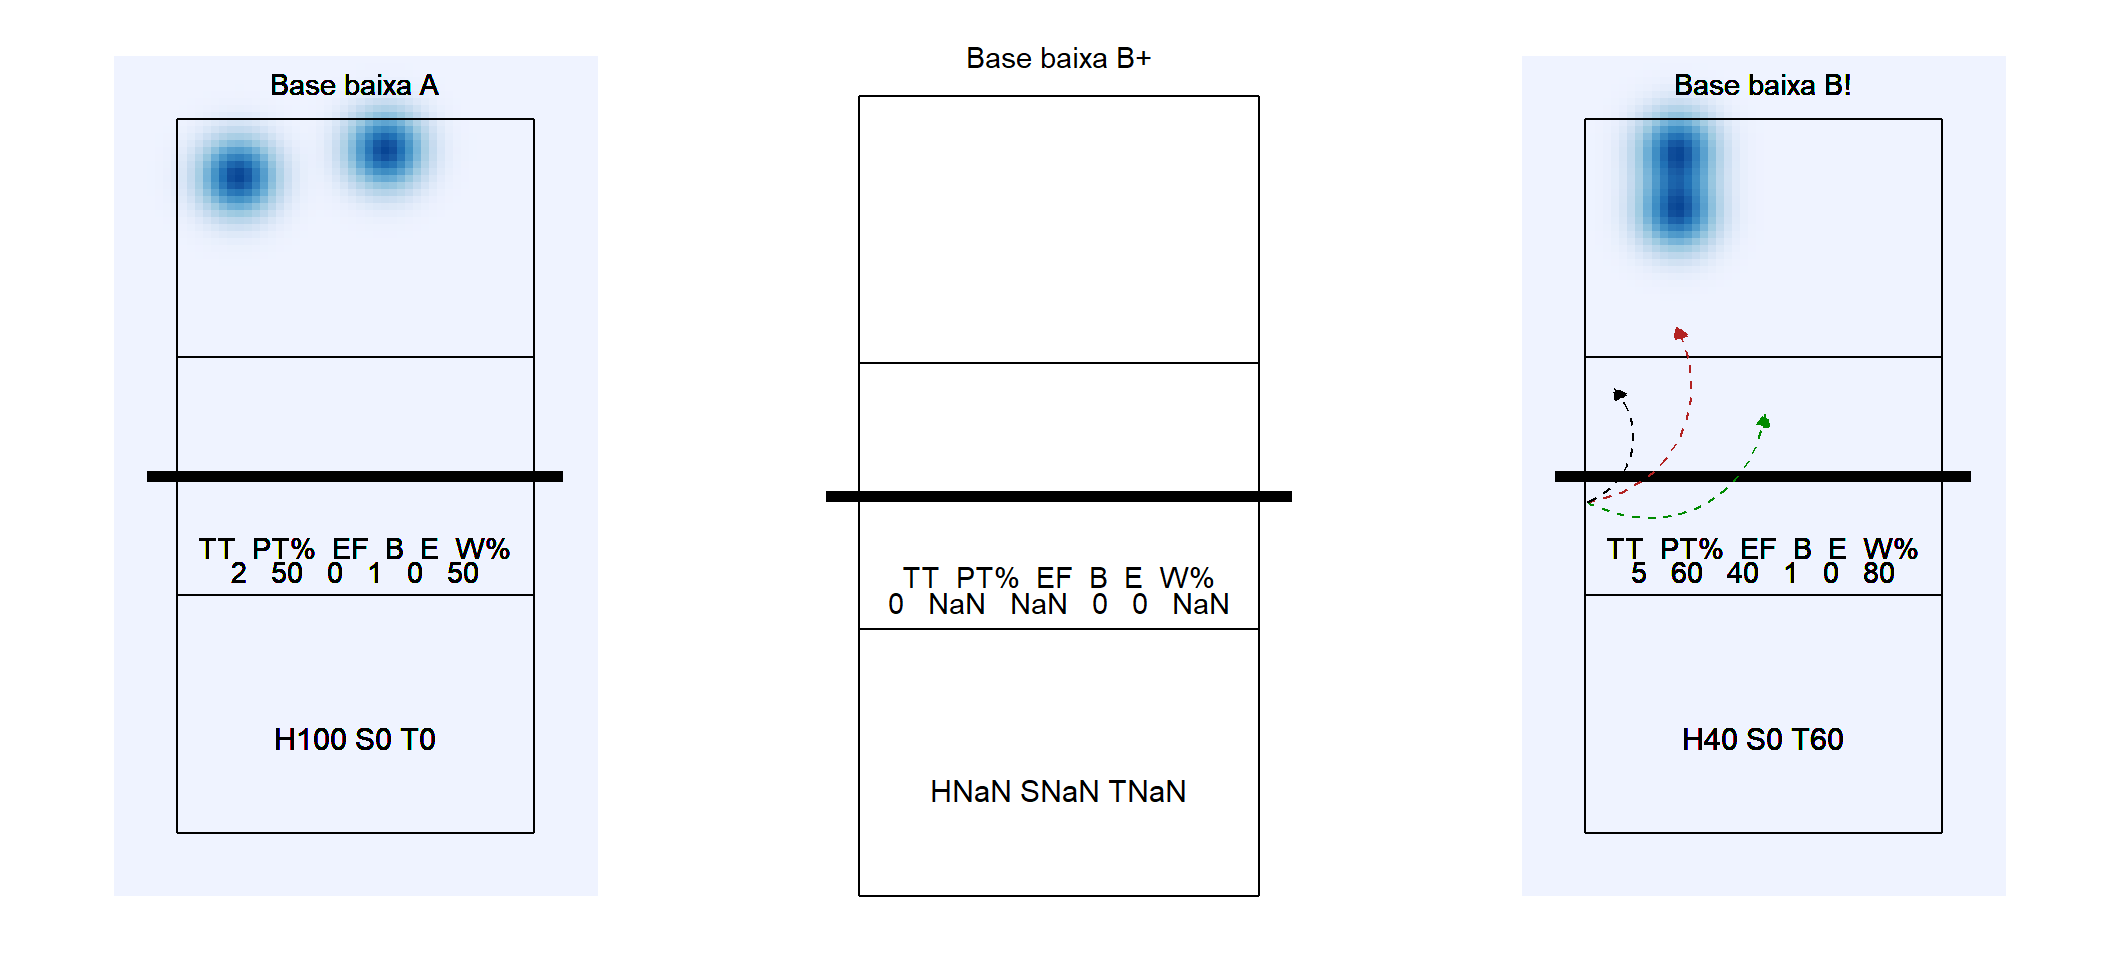 Base baixa A
TT PT% EF B E W%
2 50 0 1 0 50
H100 S0 T0
Base baixa B+
TT PT% EF B E W%
0 NaN NaN 0 0 NaN
HNaN SNaN TNaN
Base baixa B!
TT PT% EF B E W%
5 60 40 1 0 80
H40 S0 T60